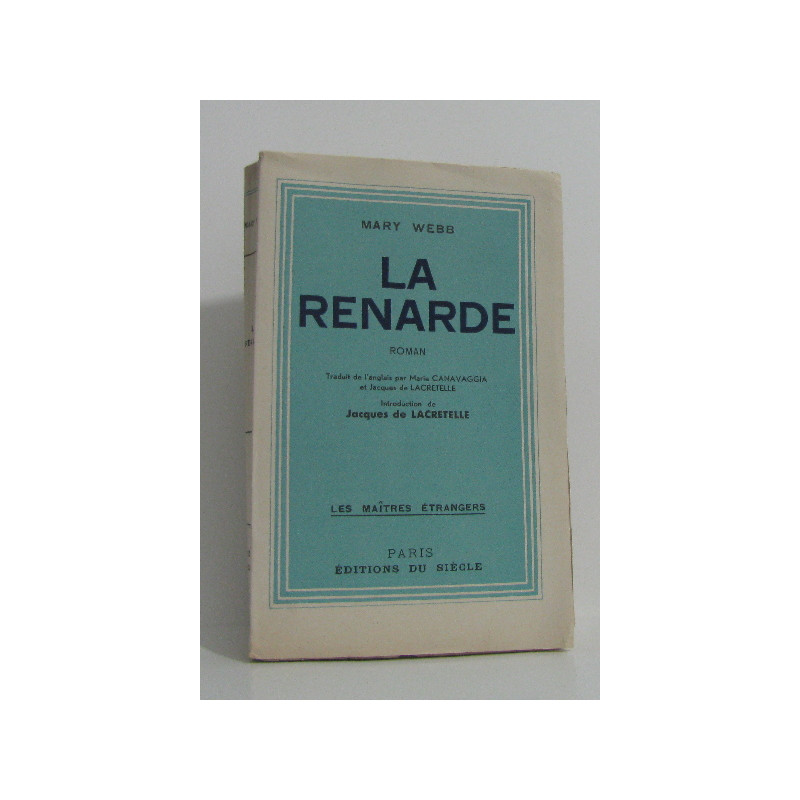 MARY WEBB
LA
RENARDE
ROMAN
Traduit de l'anglais par Marie CANAVAGGIA
et Jacques de LACRETELLE
Introduction de
Jacques de LACRETELLE
LES MAÎTRES ÉTRANGERS
PARIS
ÉDITIONS DU SIÈCLE